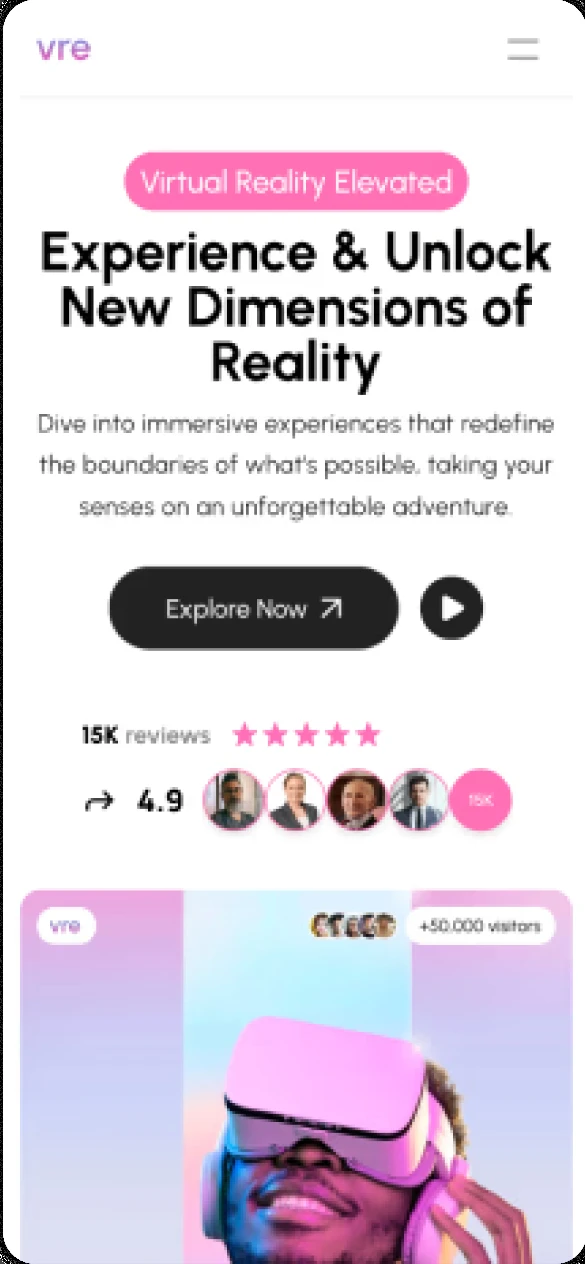 vre
Virtual Reality Elevated
Experience & Unlock
New Dimensions of
Reality
Dive into immersive experiences that redefine
the boundaries of what's possible, taking your
senses on an unforgettable adventure.
Explore Now
15K reviews
4.9
15K
vre
+50,000 visitors